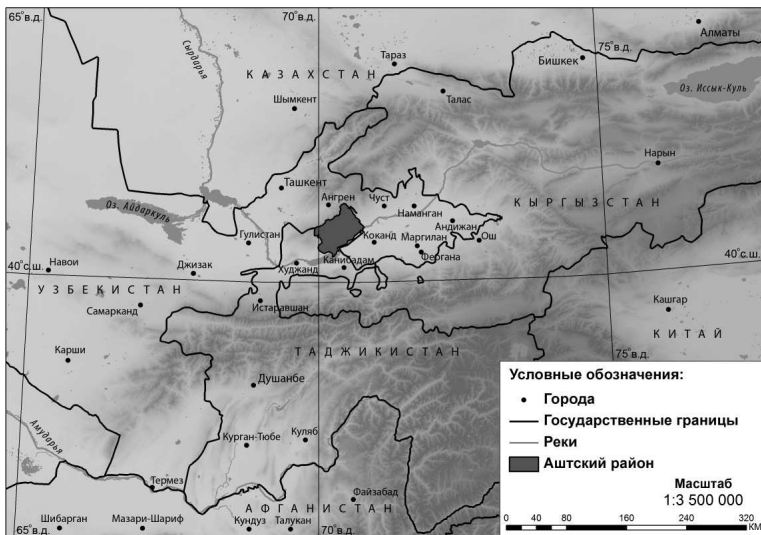 65°в.д.
70°в.д.
75°в.д.
Алматы
Тараз
Бишкек
Сырдарья
КАЗАХСТАН
Оз. Иссык-Куль
Талас
Шымкент
Нарын
Ташкент
Ангрен
Чуст
КЫРГЫЗСТАН
Оз. Айдаркуль
Наманган
Андижан
Гулистан
Коканд
Маргилан
Ош
Фергана
40°с.ш.
Навои
Джизак
Худжанд
Канибадам
40°с.ш.
УЗБЕКИСТАН
Самарканд
Истаравшан
Кашгар
КИТАЙ
Карши
ТАДЖИКИСТАН
75°в.д.
Душанбе
Амударья
Курган-Тюбе
Куляб
Термез
Файзабад
АФГАНИСТАН
65°в.д.
Шибарган
Мазари-Шариф
Кундуз
Талукан
70°в.д.
Условные обозначения:
Города
Государственные границы
Реки
Аштский район
Масштаб
1:3 500 000
0 40 80 160 240 320
КМ